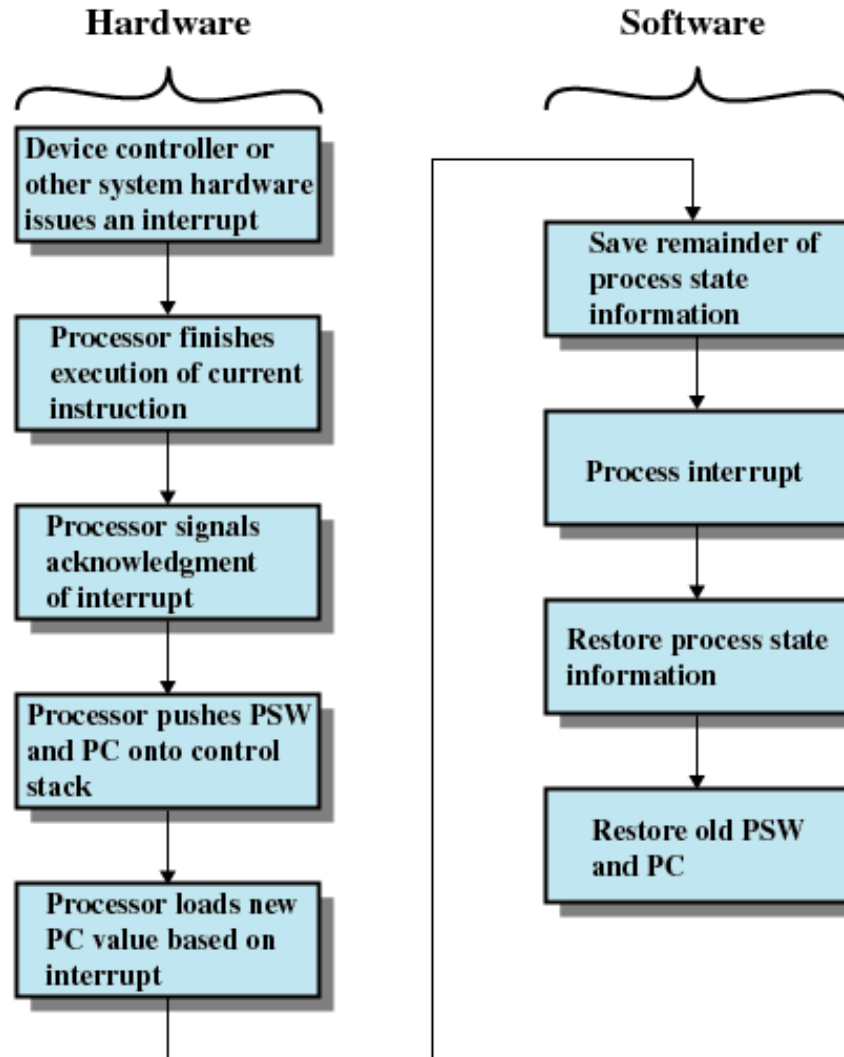 Hardware
Device controller or
other system hardware
issues an interrupt
Processor finishes
execution of current
instruction
Processor signals
acknowledgment
of interrupt
Processor pushes PSW
and PC onto control
stack
Processor loads new
PC value based on
interrupt
Software
Save remainder of
process state
information
Process interrupt
Restore process state
information
Restore old PSW
and PC